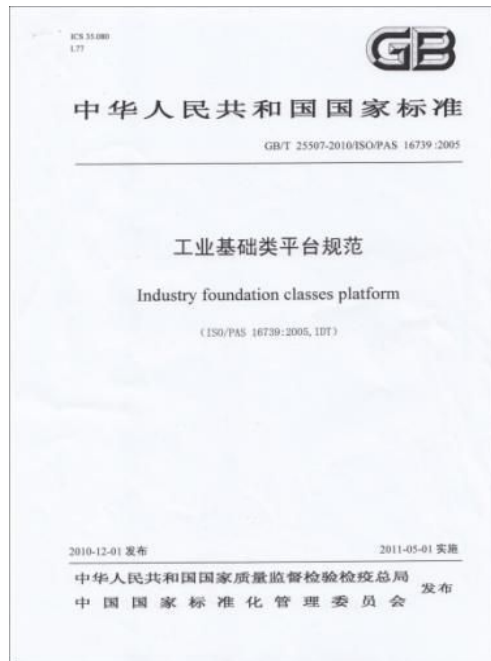 ICS 35.080
L77
GB
中华人民共和国国家标准
GB/T 25507-2010/ISO/PAS 16739:2005
工业基础类平台规范
Industry foundation classes platform
(ISO/PAS 16739:2005, IDT)
2010-12-01 发布
2011-05-01 实施
中华人民共和国国家质量监督检验检疫总局
中国国家标准化管理委员会
发布